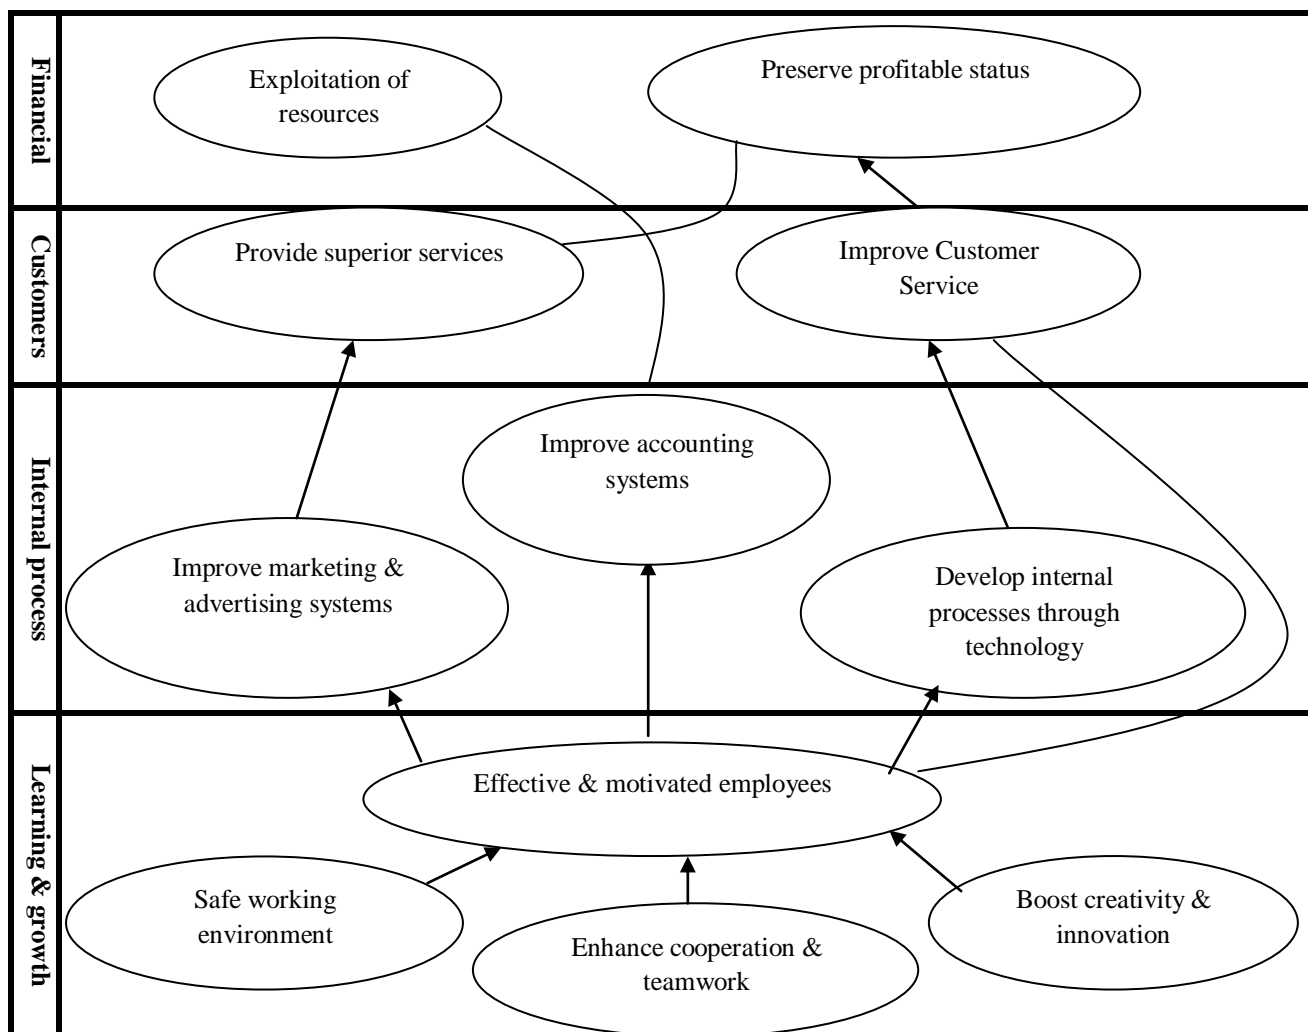 Financial
Exploitation of
resources
Preserve profitable status
Customers
Provide superior services
Improve Customer
Service
Internal process
Improve accounting
systems
Improve marketing &
advertising systems
Develop internal
processes through
technology
Learning & growth
Effective & motivated employees
Safe working
environment
Enhance cooperation &
teamwork
Boost creativity &
innovation